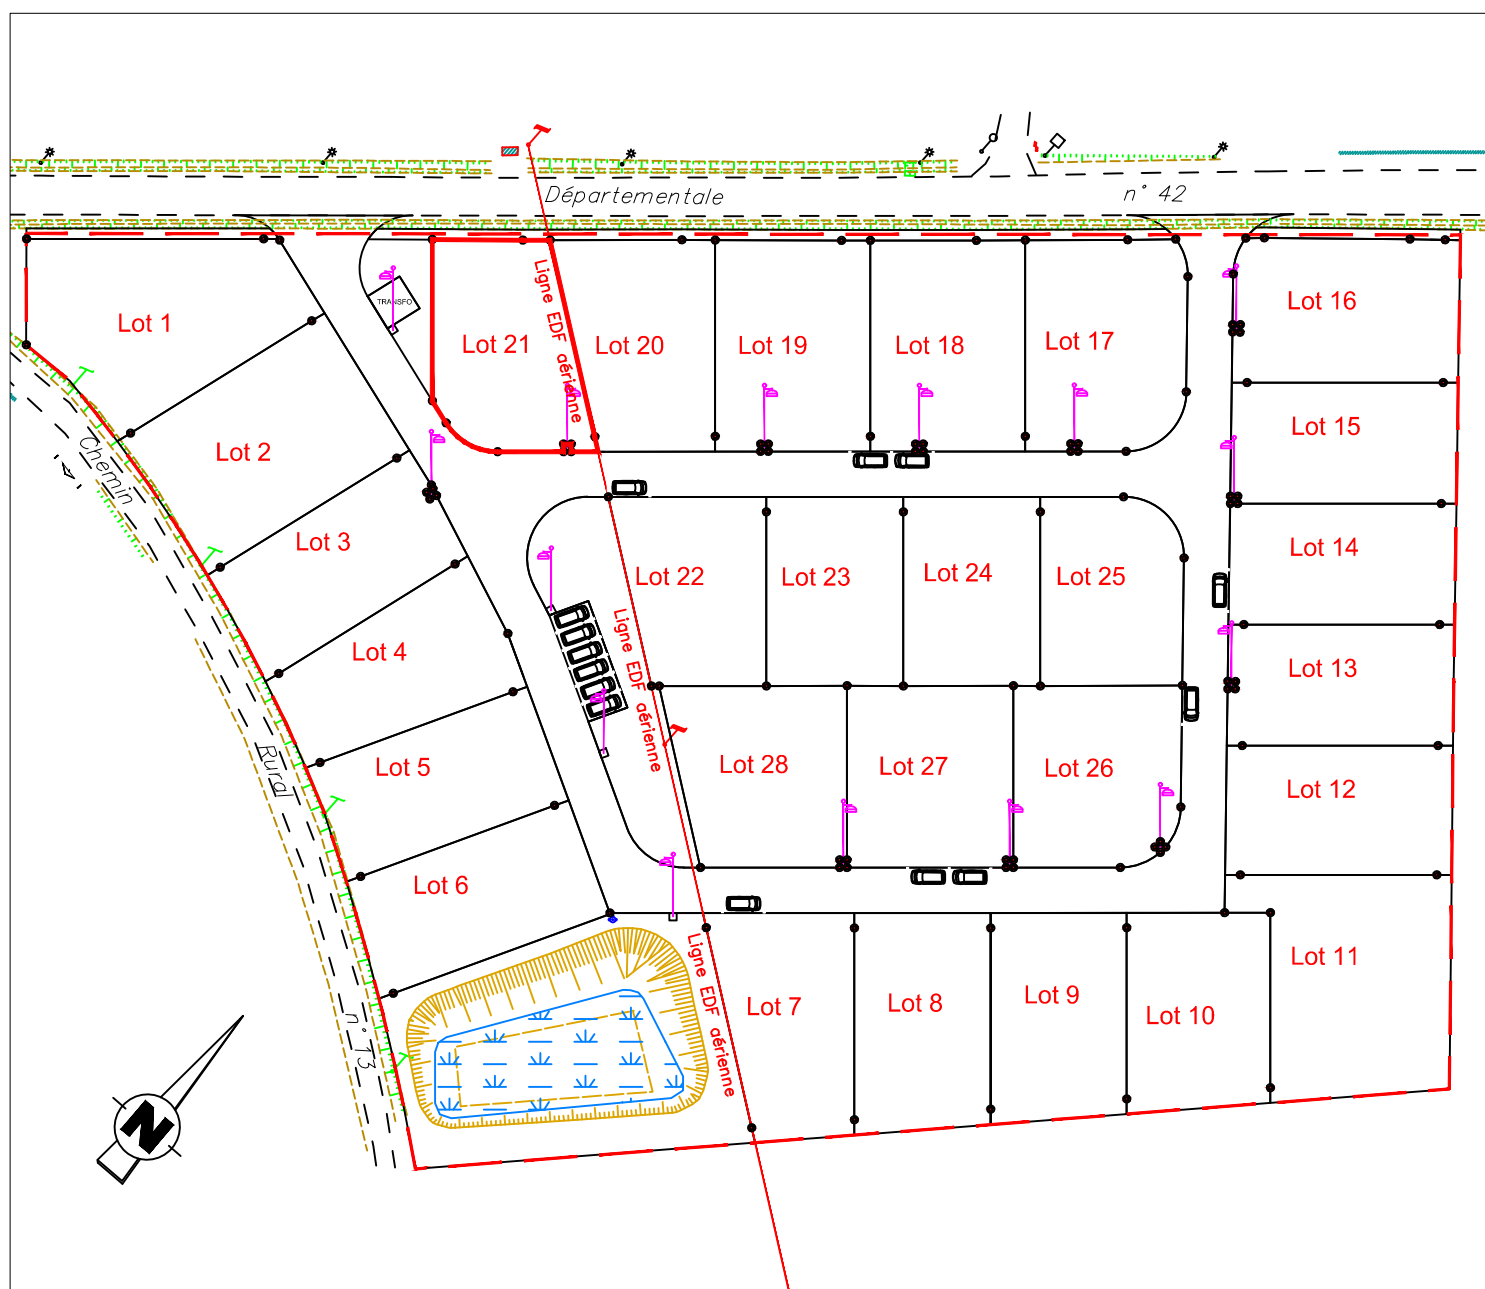 Départementale
n° 42
Ligne EDF aérienne
TRANSFO
Lot 1
Lot 21
Lot 20
Lot 19
Lot 18
Lot 17
Lot 16
Lot 2
Lot 15
Chemin
Lot 3
Lot 14
Lot 22
Lot 23
Lot 24
Lot 25
Ligne EDF aérienne
Lot 4
Lot 13
Rural
Lot 5
Lot 28
Lot 27
Lot 26
Lot 12
Lot 6
Lot 11
Ligne EDF aérienne
Lot 7
Lot 8
Lot 9
Lot 10
n° 13
N